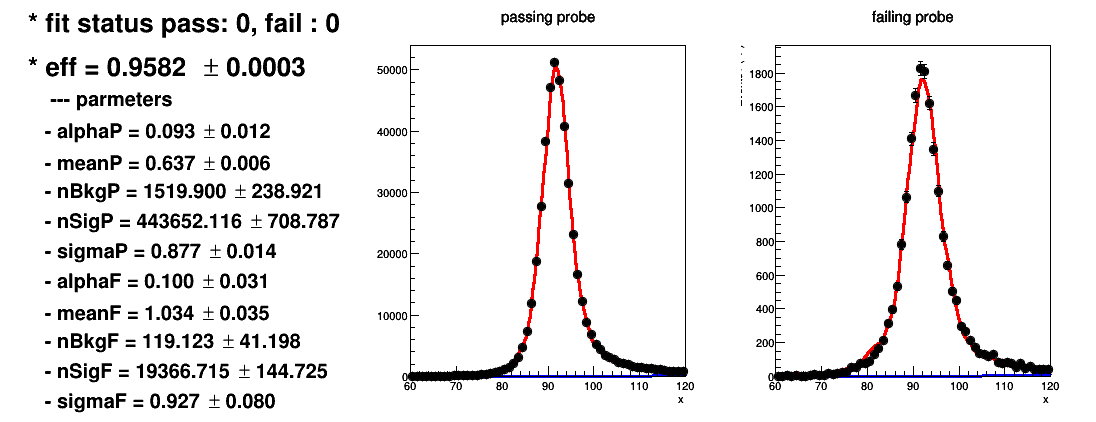 * fit status pass: 0, fail : 0
* eff = 0.9582 ± 0.0003
--- parmeters
- alphaP = 0.093 ± 0.012
- meanP = 0.637 ± 0.006
- nBkgP = 1519.900 ± 238.921
- nSigP = 443652.116 ± 708.787
- sigmaP = 0.877 ± 0.014
- alphaF = 0.100 ± 0.031
- meanF = 1.034 ± 0.035
- nBkgF = 119.123 ± 41.198
- nSigF = 19366.715 ± 144.725
- sigmaF = 0.927 ± 0.080
passing probe
50000
40000
30000
20000
10000
0
60 70 80 90 100 110 120
x
failing probe
1800
1600
1400
1200
1000
800
600
400
200
0
60 70 80 90 100 110 120
x